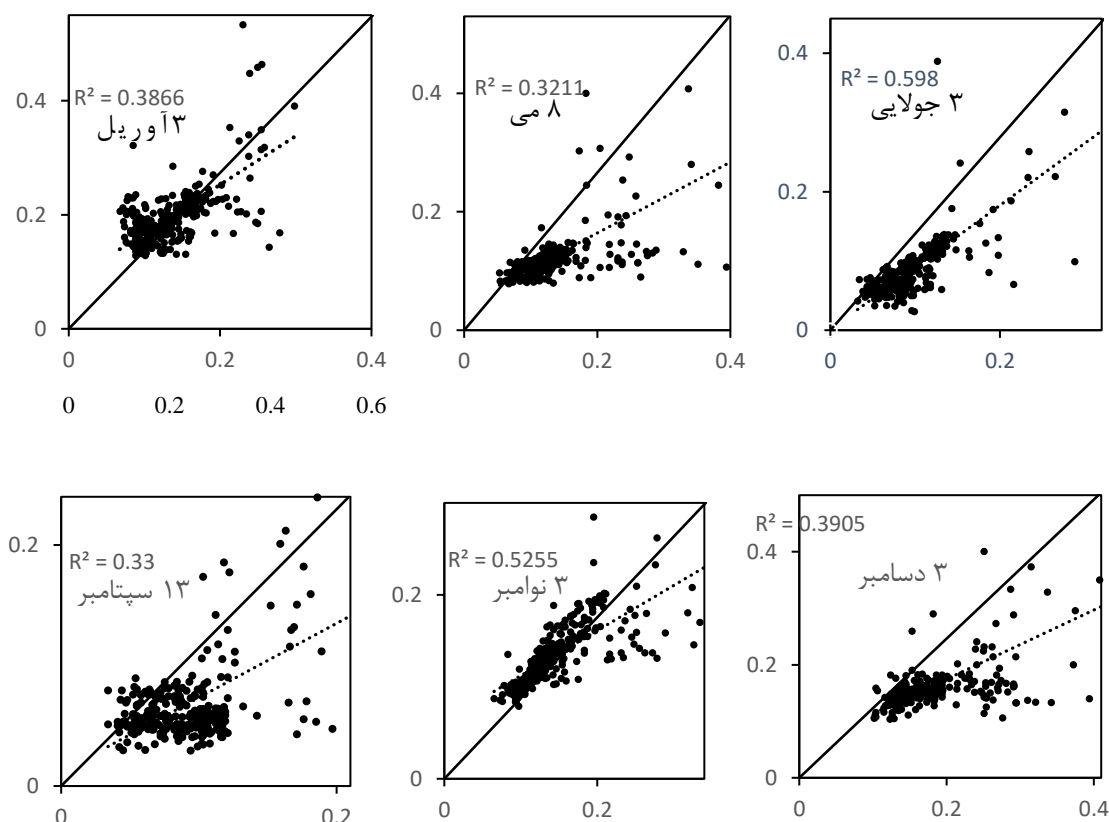 0.4
R² = 0.3866
۳آوریل
0.2
0
0 0.2 0.4
0 0.2 0.4 0.6
0.4
R² = 0.3211
۸ می
0.2
0
0 0.2 0.4
0.4
R² = 0.598
۳ جولایی
0.2
0
0 0.2
0.2
R² = 0.33
۱۳ سپتامبر
0
0 0.2
R² = 0.5255
۳ نوامبر
0.2
0
0 0.2
R² = 0.3905
0.4
۳ دسامبر
0.2
0
0 0.2 0.4